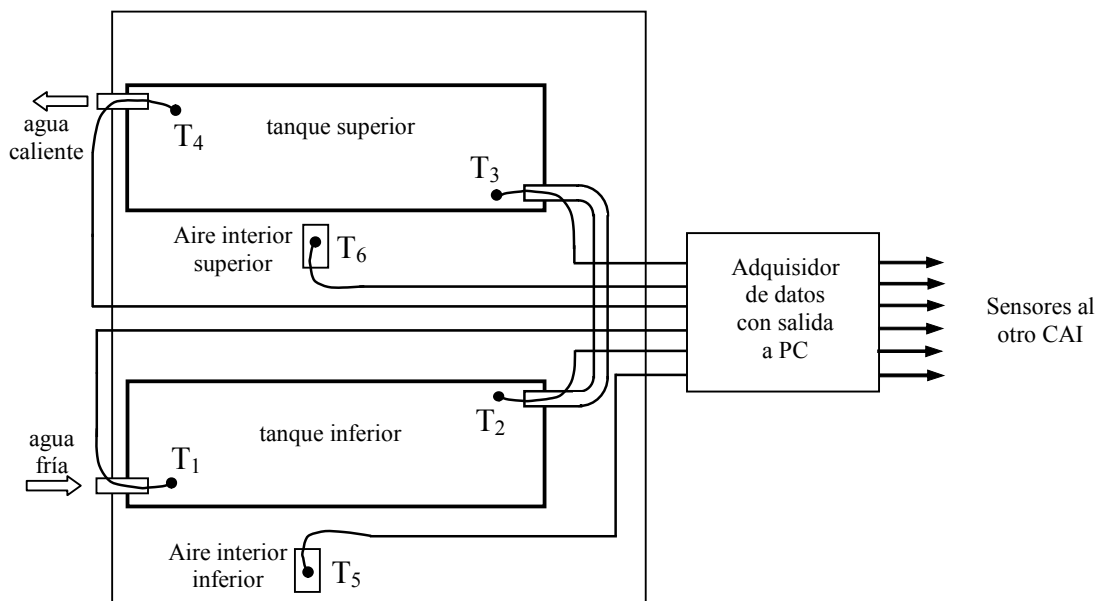 agua
caliente
T4
tanque superior
T3
Aire interior
superior
T6
Adquisidor
de datos
con salida
a PC
Sensores al
otro CAI
agua
fría
T1
tanque inferior
T2
Aire interior
inferior
T5